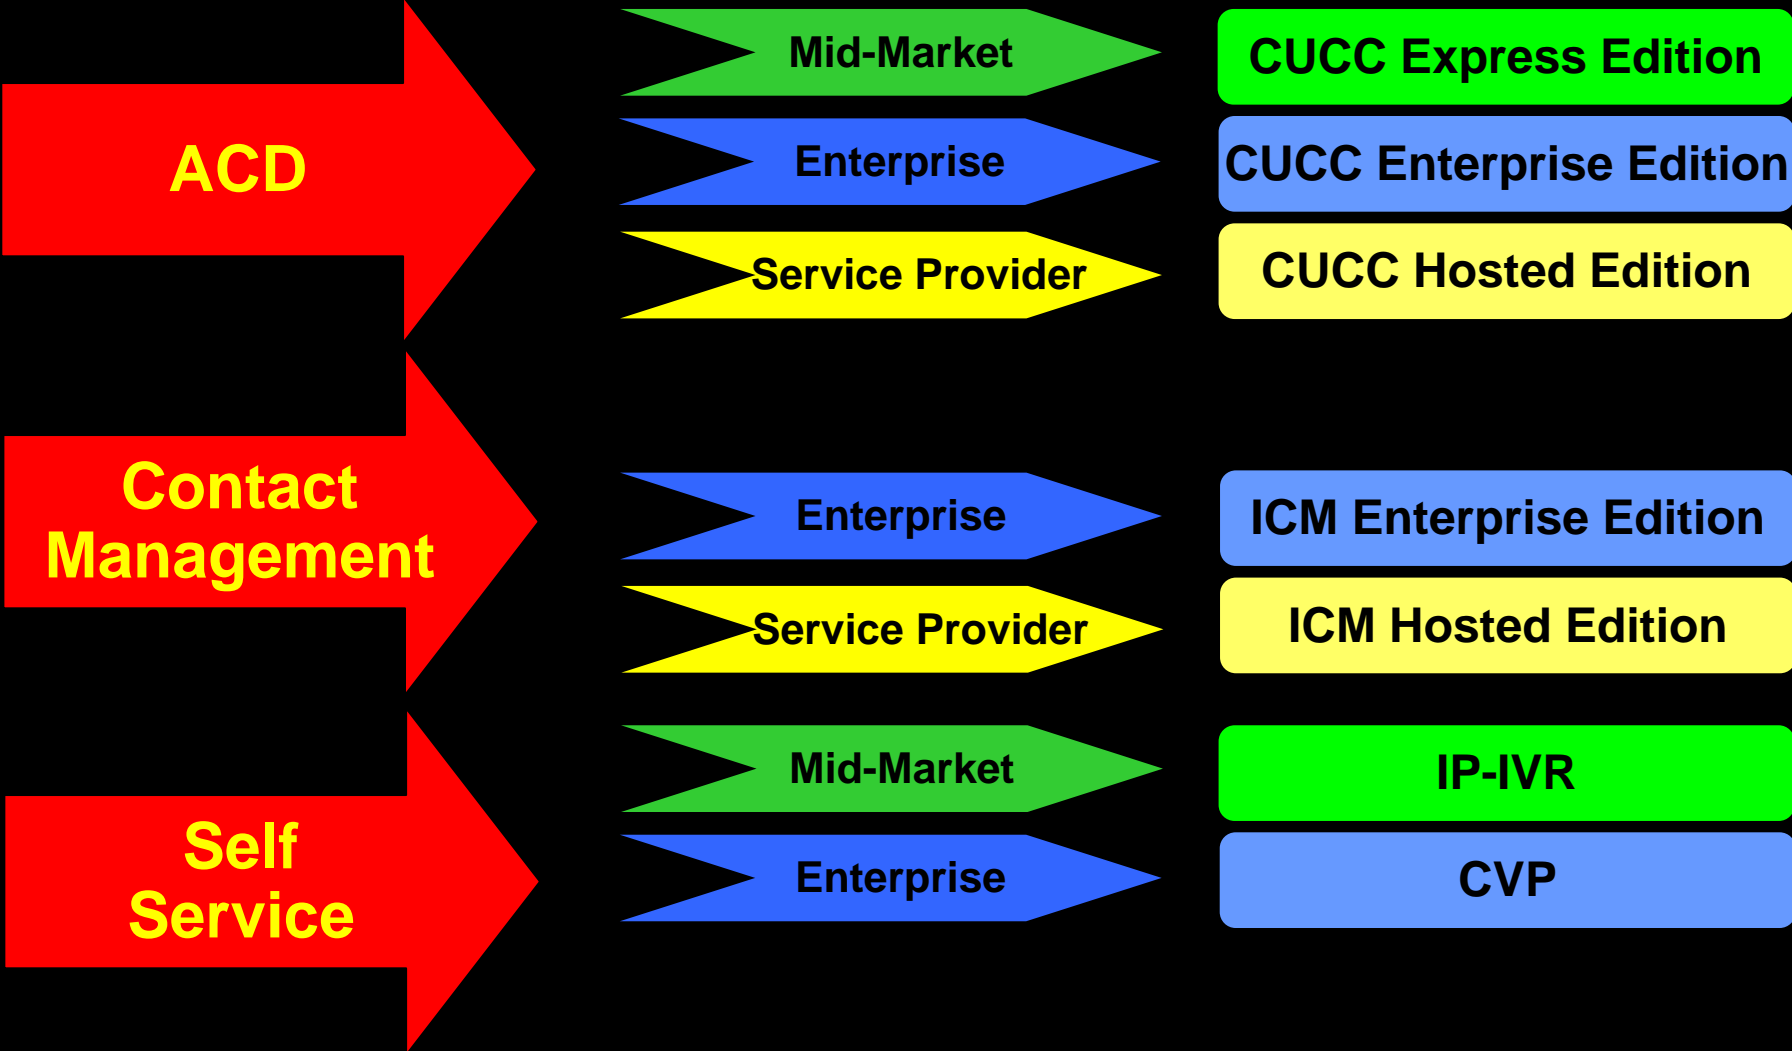 ACD
Mid-Market
CUCC Express Edition
Enterprise
CUCC Enterprise Edition
Service Provider
CUCC Hosted Edition
Contact
Management
Enterprise
ICM Enterprise Edition
Service Provider
ICM Hosted Edition
Self
Service
Mid-Market
IP-IVR
Enterprise
CVP